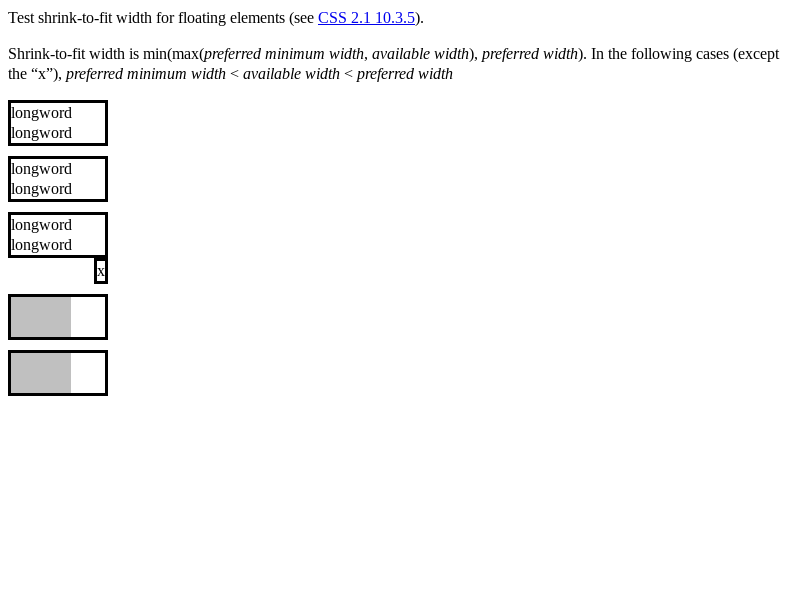 Test shrink-to-fit width for floating elements (see CSS 2.1 10.3.5).
Shrink-to-fit width is min(max(preferred minimum width, available width), preferred width). In the following cases (except
the “x”), preferred minimum width < available width < preferred width
longword
longword
longword
longword
longword
longword
x